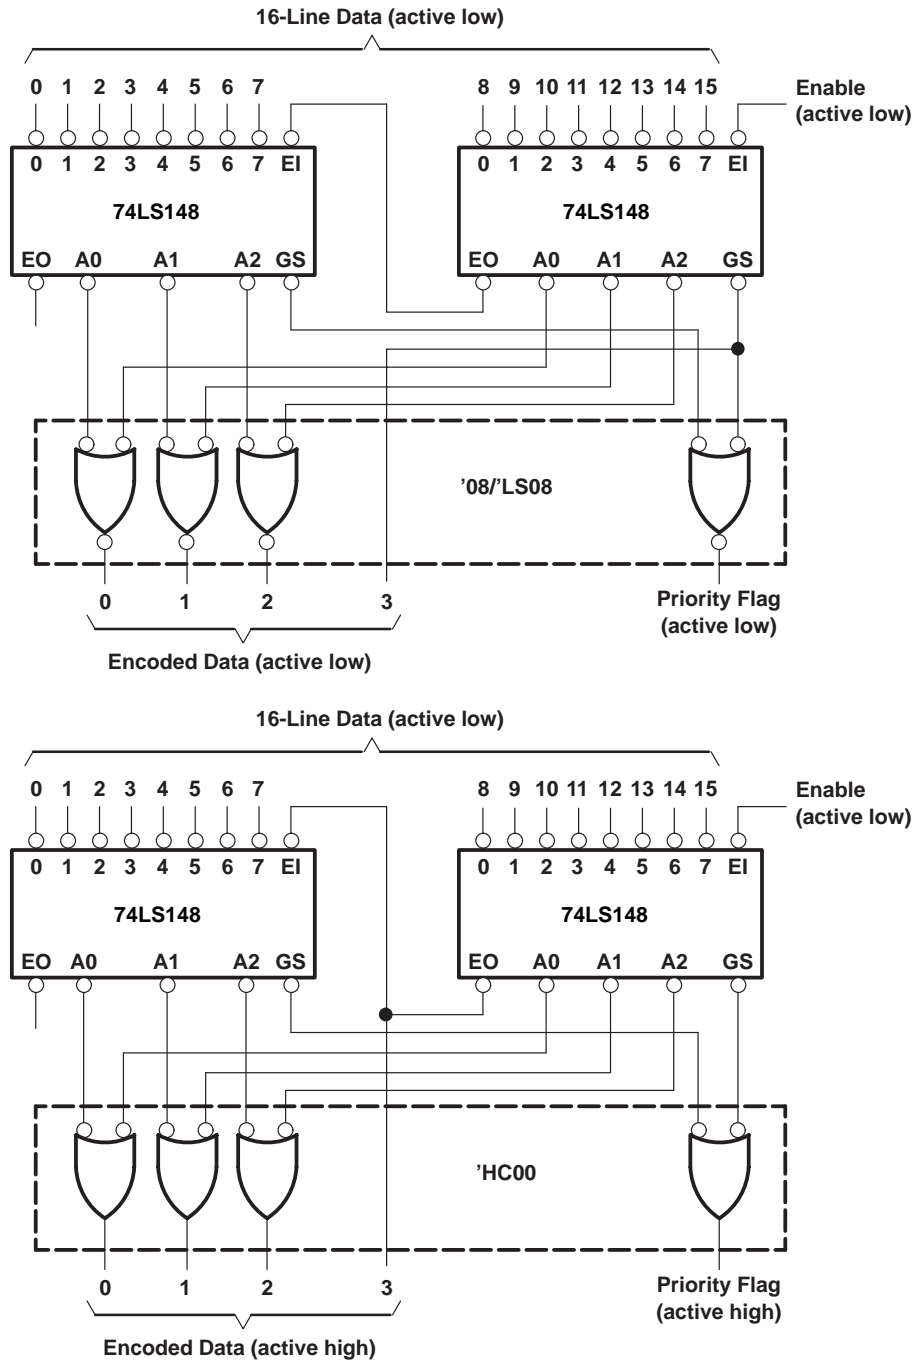 16-Line Data (active low)
0 1 2 3 4 5 6 7
8 9 10 11 12 13 14 15
Enable
(active low)
0 1 2 3 4 5 6 7 EI
0 1 2 3 4 5 6 7 EI
74LS148
74LS148
EO A0 A1 A2 GS
EO A0 A1 A2 GS
’08/’LS08
0 1 2 3
Priority Flag
(active low)
Encoded Data (active low)
16-Line Data (active low)
0 1 2 3 4 5 6 7
8 9 10 11 12 13 14 15
Enable
(active low)
0 1 2 3 4 5 6 7 EI
0 1 2 3 4 5 6 7 EI
74LS148
74LS148
EO A0 A1 A2 GS
EO A0 A1 A2 GS
’HC00
0 1 2 3
Priority Flag
(active high)
Encoded Data (active high)